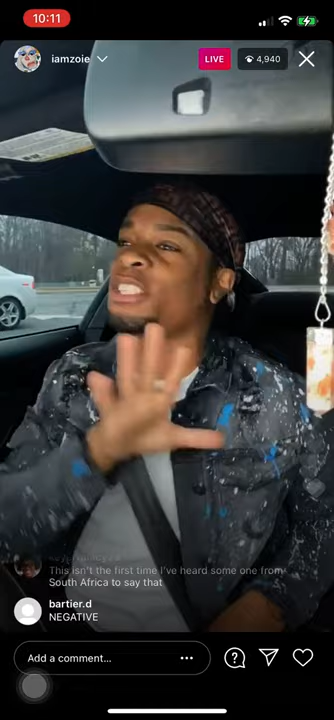 10:11
iamzoie
LIVE
4,940
This isn't the first time I've heard some one from
South Africa to say that
bartier.d
NEGATIVE
Add a comment...